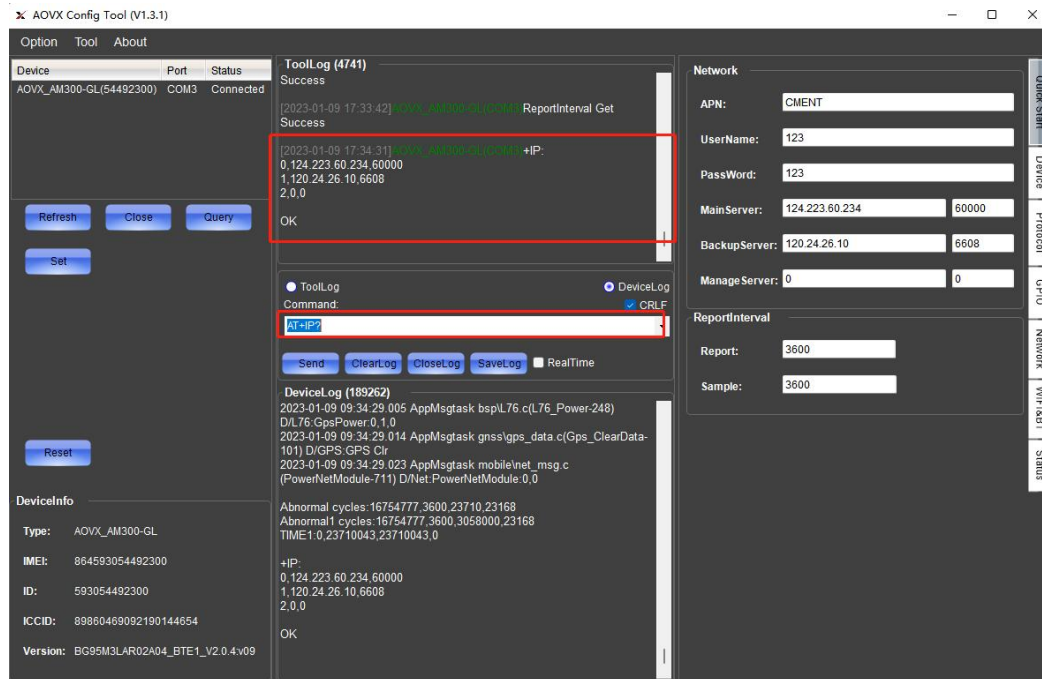 AOVX Config Tool (V1.3.1)
Option Tool About
Device Port Status
AOVX_AM300-GL(54492300) COM3 Connected
Refresh Close Query
Set
Reset
DeviceInfo
Type: AOVX_AM300-GL
IMEI: 864593054492300
ID: 593054492300
ICCID: 89860469092190144654
Version: BG95M3LAR02A04_BTE1_V2.0.4:v09
ToolLog (4741)
Success
[2023-01-09 17:33:42]AOVX_AM300-GL(COM3)ReportInterval Get
Success
[2023-01-09 17:34:31]AOVX_AM300-GL(COM3)+IP:
0,124.223.60.234,60000
1,120.24.26.10,6608
2,0,0
OK
ToolLog DeviceLog
Command: CRLF
AT+IP?
Send ClearLog CloseLog SaveLog RealTime
DeviceLog (189262)
2023-01-09 09:34:29.005 AppMsgtask bsp\L76.c(L76_Power-248)
D/L76:GpsPower:0,1,0
2023-01-09 09:34:29.014 AppMsgtask gnss\gps_data.c(Gps_ClearData-
101) D/GPS:GPS Clr
2023-01-09 09:34:29.023 AppMsgtask mobile\net_msg.c
(PowerNetModule-711) D/Net:PowerNetModule:0,0
Abnormal cycles:16754777,3600,23710,23168
Abnormal1 cycles:16754777,3600,3058000,23168
TIME1:0,23710043,23710043,0
+IP:
0,124.223.60.234,60000
1,120.24.26.10,6608
2,0,0
OK
Network
APN: CMENT
UserName: 123
PassWord: 123
MainServer: 124.223.60.234 60000
BackupServer: 120.24.26.10 6608
ManageServer: 0 0
ReportInterval
Report: 3600
Sample: 3600
Quick Start
Device
Protocol
GPIO
Network
WIFI&BT
Status